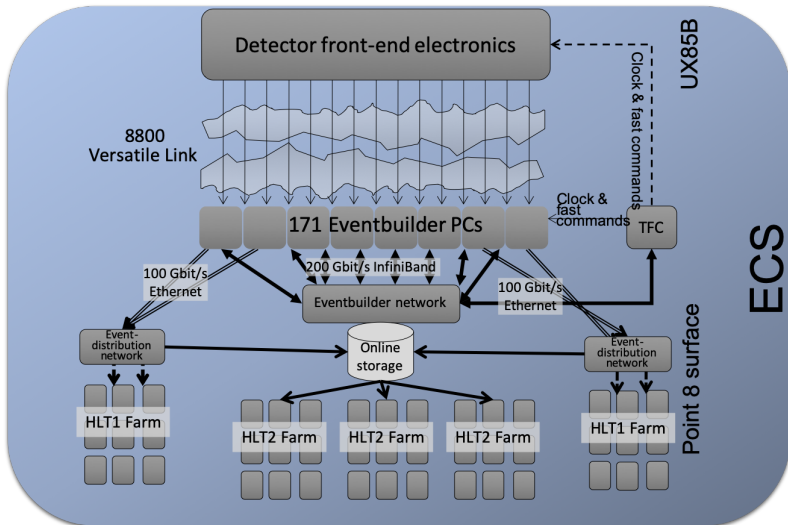 Detector front-end electronics
UX85B
Clock & fast commands
8800
Versatile Link
Clock &
fast
commands
171 Eventbuilder PCs
TFC
ECS
200 Gbit/s InfiniBand
100 Gbit/s
Ethernet
100 Gbit/s
Ethernet
Eventbuilder network
Event-
distribution
network
Online
storage
Event-
distribution
network
Point 8 surface
HLT1 Farm
HLT2 Farm
HLT2 Farm
HLT2 Farm
HLT1 Farm